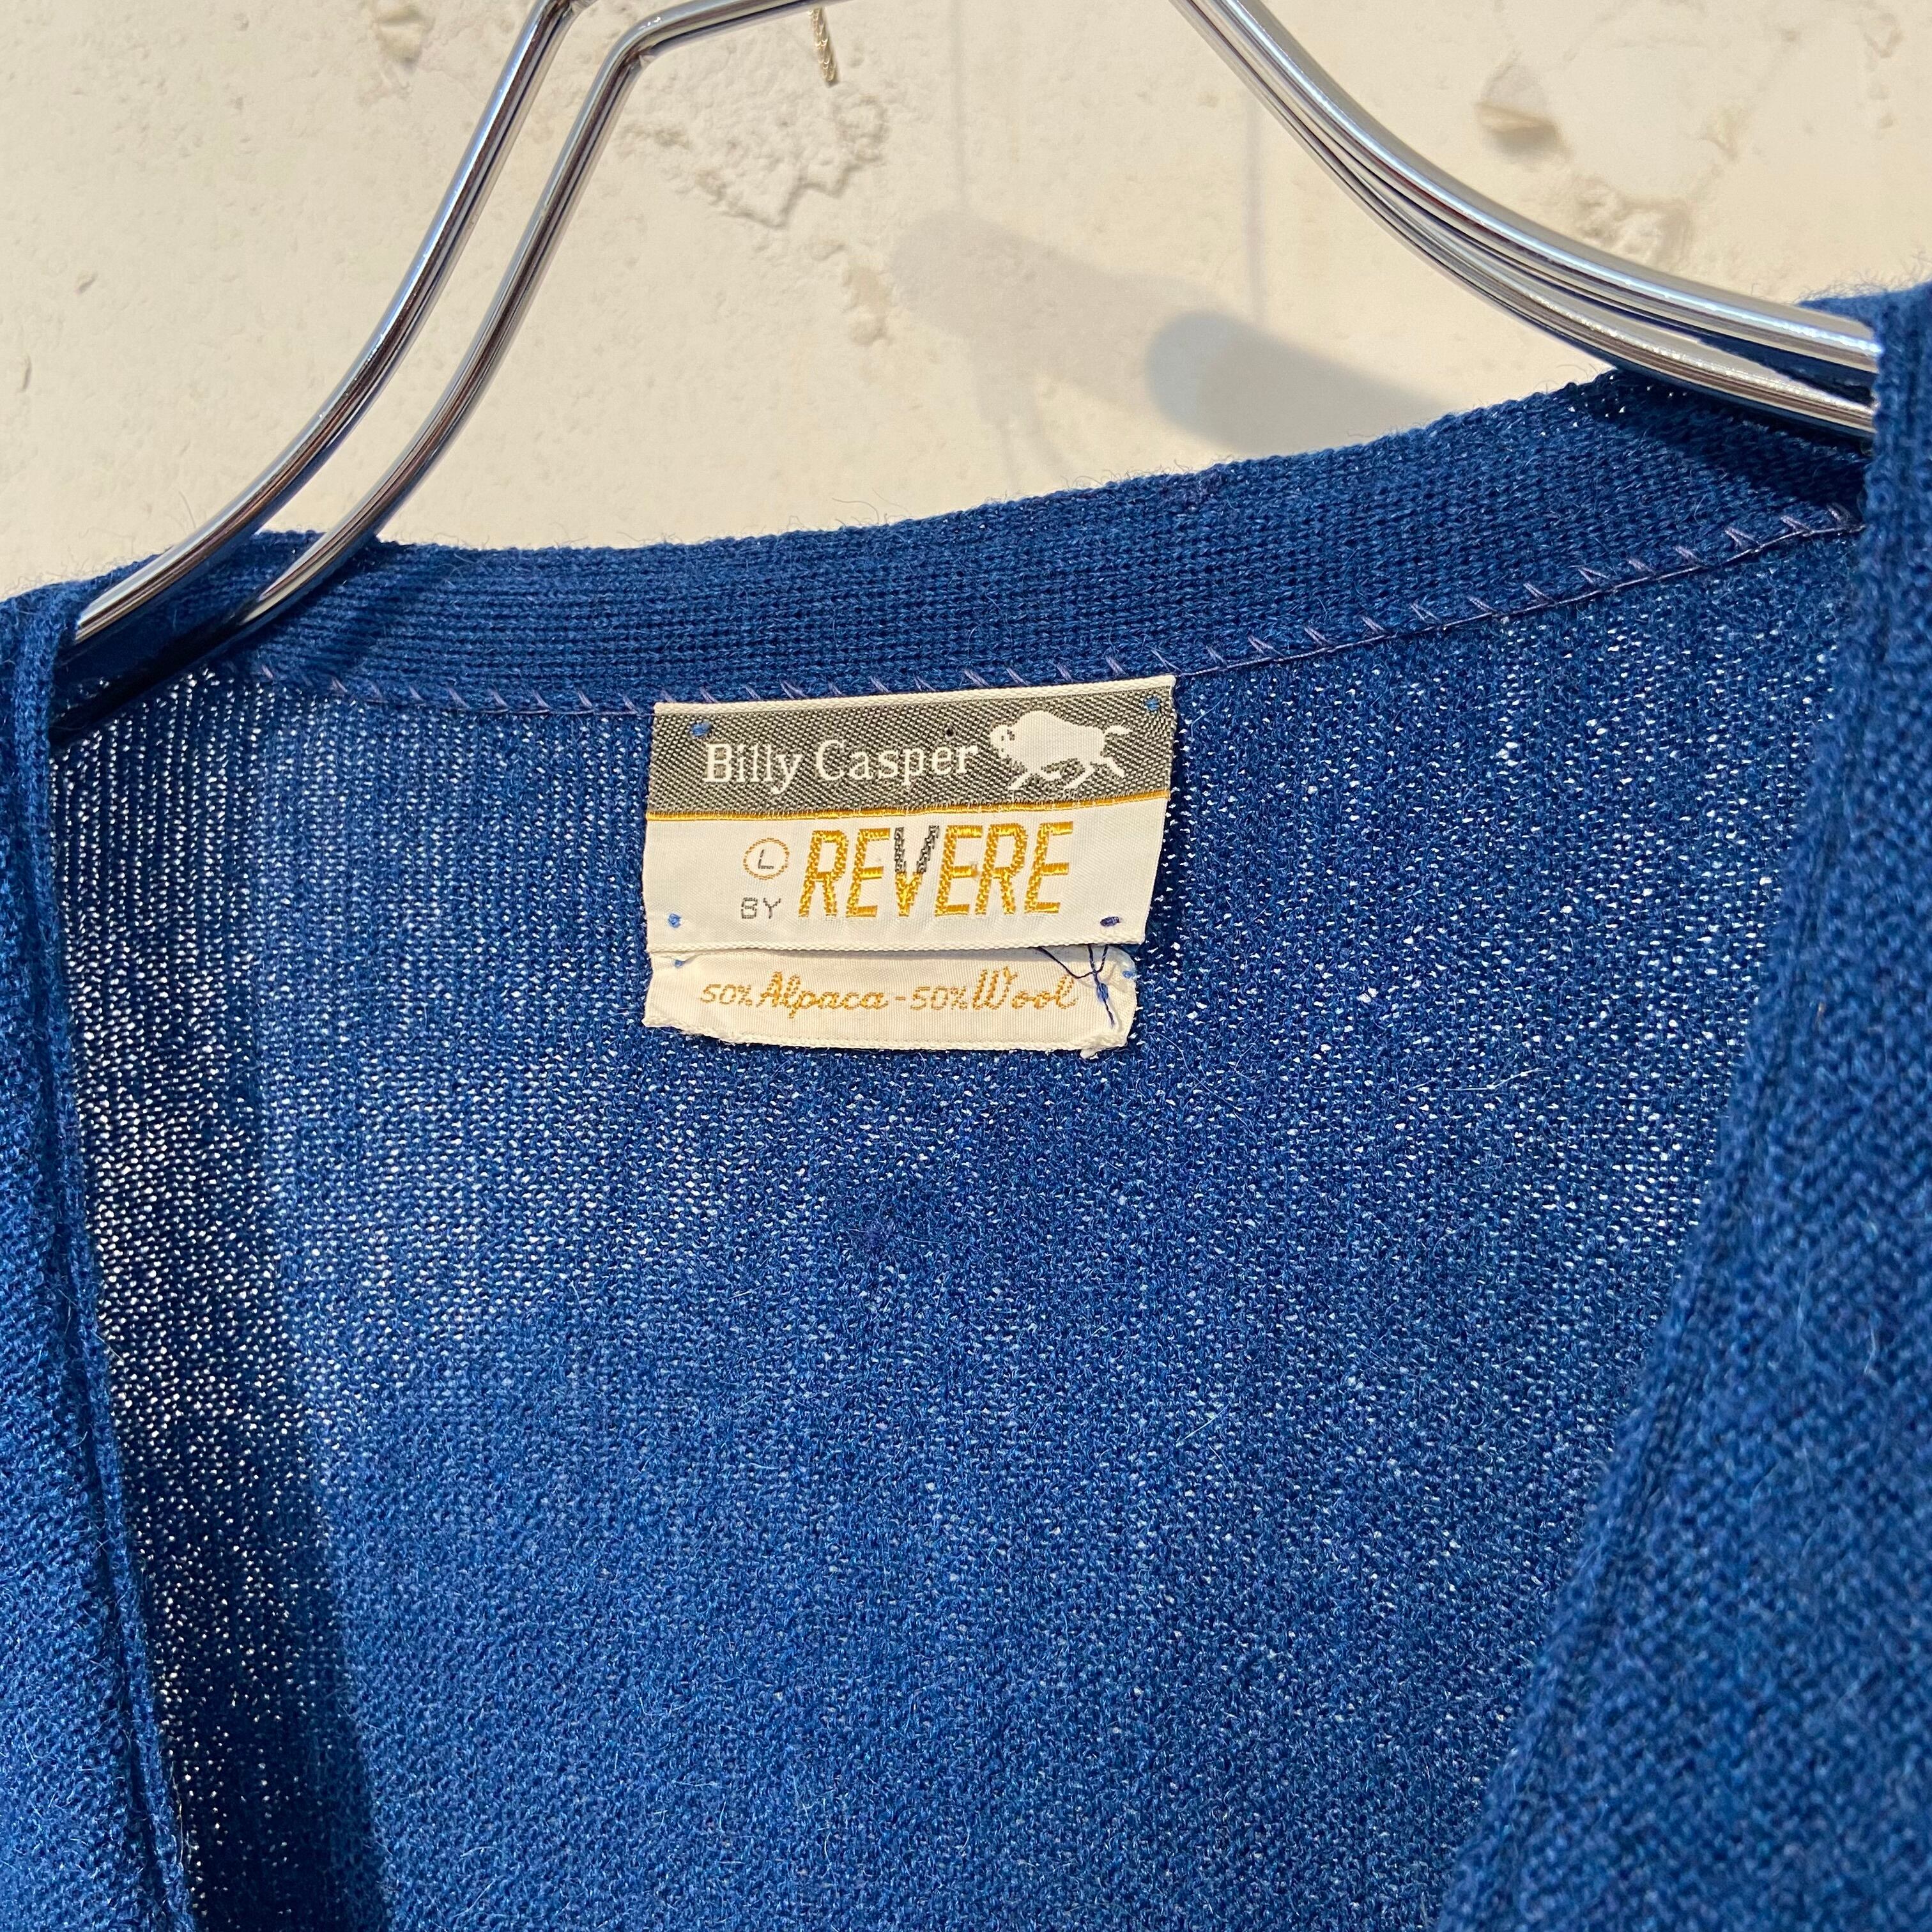 Billy Casper
L
BY REVERE
50% Alpaca - 50% Wool